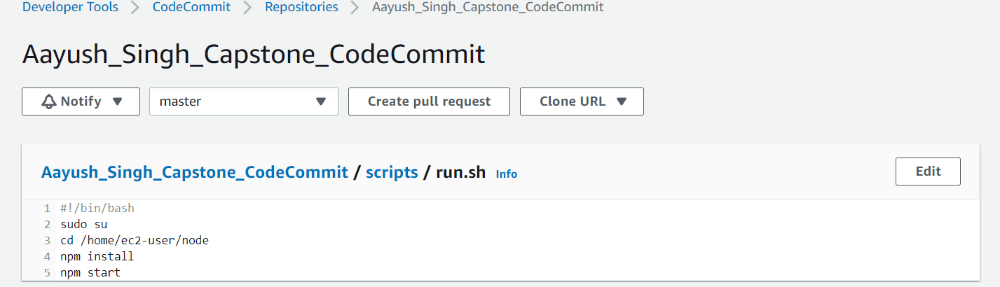 Developer Tools > CodeCommit > Repositories > Aayush_Singh_Capstone_CodeCommit
Aayush_Singh_Capstone_CodeCommit
Notify master Create pull request Clone URL
Aayush_Singh_Capstone_CodeCommit / scripts / run.sh Info Edit
1 #!/bin/bash
2 sudo su
3 cd /home/ec2-user/node
4 npm install
5 npm start